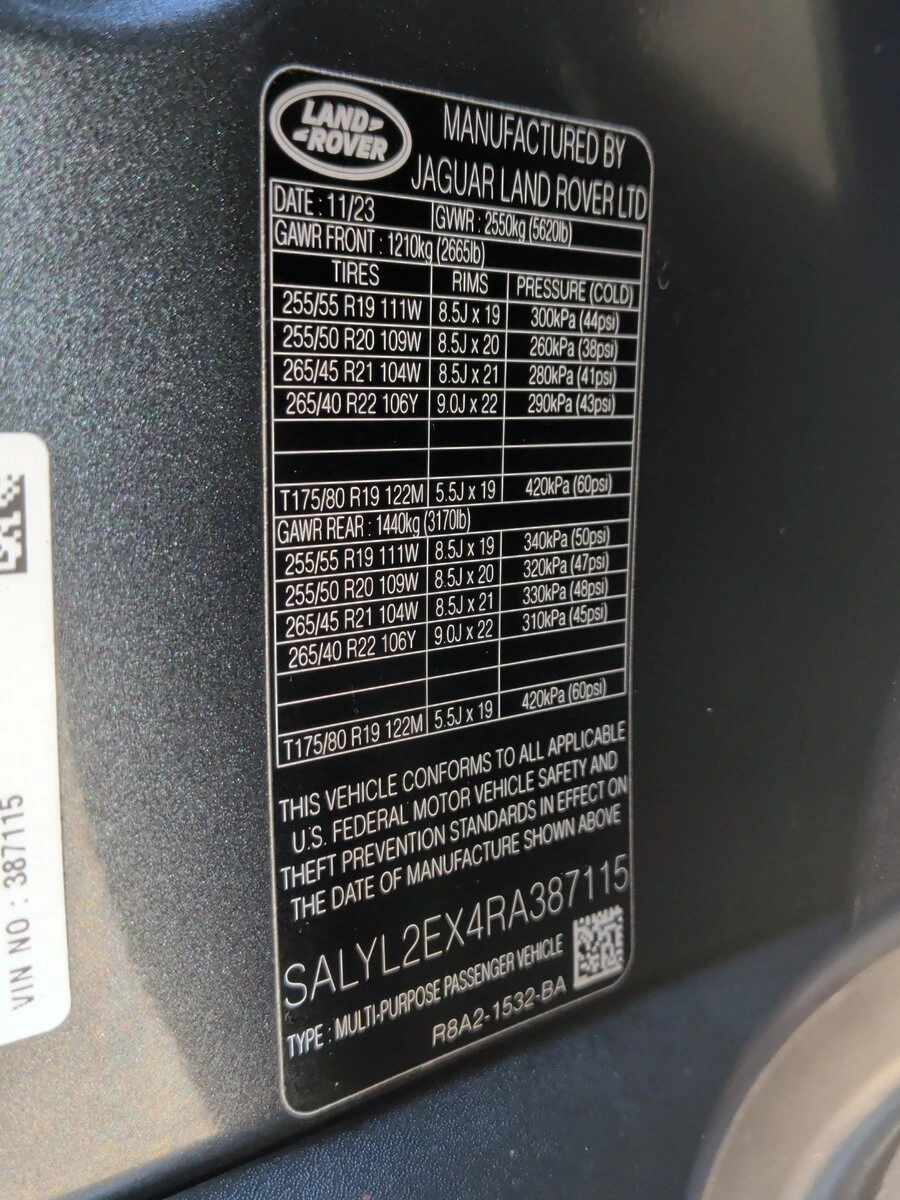 LAND ROVER
MANUFACTURED BY
JAGUAR LAND ROVER LTD
DATE : 11/23 GVWR : 2550kg (5620lb)
GAWR FRONT : 1210kg (2665lb)
TIRES RIMS PRESSURE (COLD)
255/55 R19 111W 8.5J x 19 300kPa (44psi)
255/50 R20 109W 8.5J x 20 260kPa (38psi)
265/45 R21 104W 8.5J x 21 280kPa (41psi)
265/40 R22 106Y 9.0J x 22 290kPa (43psi)
T175/80 R19 122M 5.5J x 19 420kPa (60psi)
GAWR REAR : 1440kg (3170lb)
255/55 R19 111W 8.5J x 19 340kPa (50psi)
255/50 R20 109W 8.5J x 20 320kPa (47psi)
265/45 R21 104W 8.5J x 21 330kPa (48psi)
265/40 R22 106Y 9.0J x 22 310kPa (45psi)
T175/80 R19 122M 5.5J x 19 420kPa (60psi)
THIS VEHICLE CONFORMS TO ALL APPLICABLE
U.S. FEDERAL MOTOR VEHICLE SAFETY AND
THEFT PREVENTION STANDARDS IN EFFECT ON
THE DATE OF MANUFACTURE SHOWN ABOVE
SALYL2EX4RA387115
TYPE : MULTI-PURPOSE PASSENGER VEHICLE
R8A2-1532-BA
VIN NO : 387115